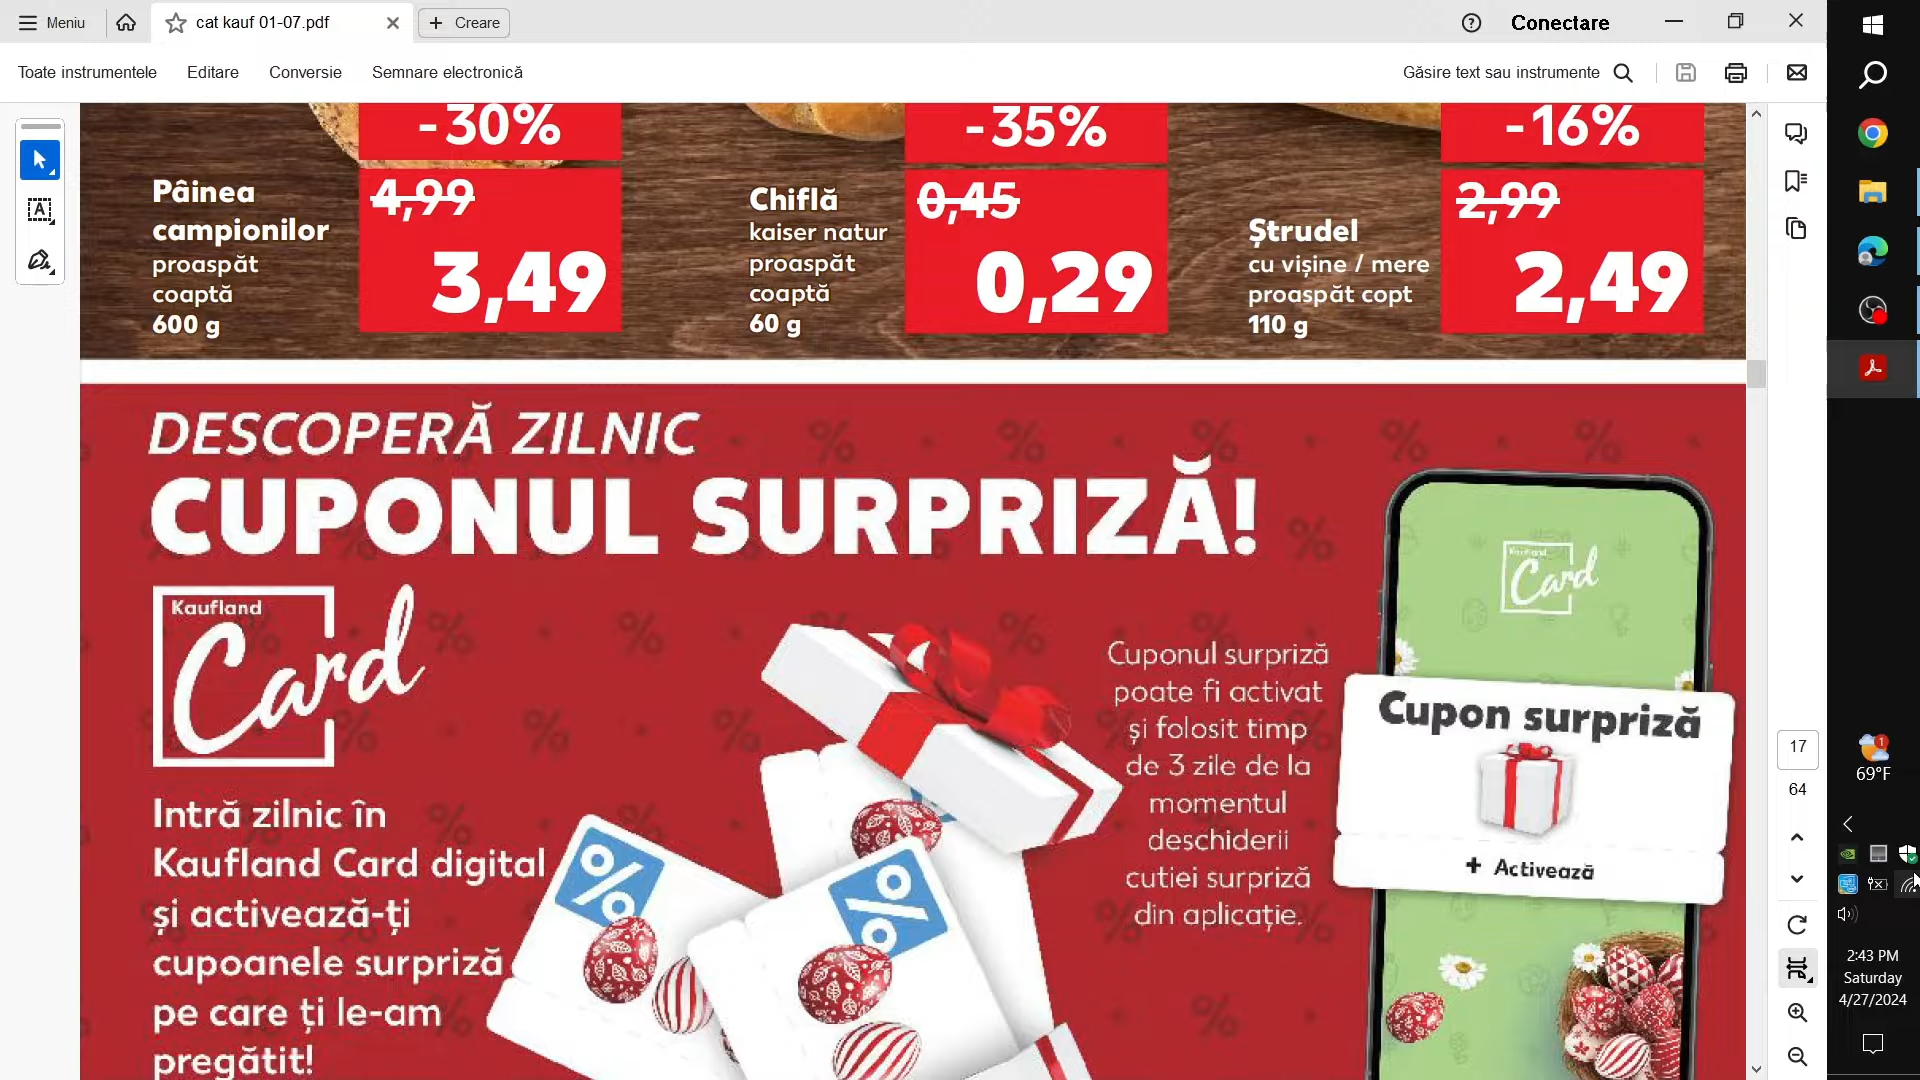 Meniu
cat kauf 01-07.pdf
Creare
Conectare
Toate instrumentele
Editare
Conversie
Semnare electronică
Găsire text sau instrumente
-30%
Pâinea
campionilor
proaspăt
coaptă
600 g
4,99
3,49
-35%
Chiflă
kaiser natur
proaspăt
coaptă
60 g
0,45
0,29
-16%
Ștrudel
cu vișine / mere
proaspăt copt
110 g
2,99
2,49
DESCOPERĂ ZILNIC
CUPONUL SURPRIZĂ!
Kaufland
Card
Intră zilnic în
Kaufland Card digital
și activează-ți
cupoanele surpriză
pe care ți le-am
pregătit!
%
%
Cuponul surpriză
poate fi activat
și folosit timp
de 3 zile de la
momentul
deschiderii
cutiei surpriză
din aplicație.
Kaufland
Card
Cupon surpriză
+ Activează
17
64
1
69°F
2:43 PM
Saturday
4/27/2024